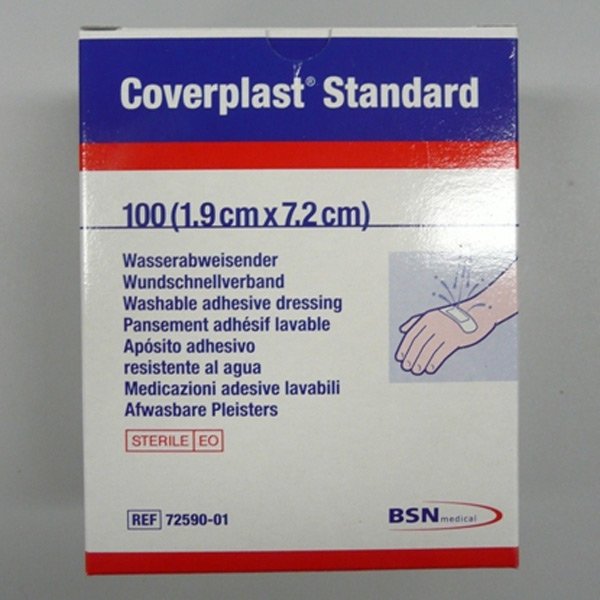 Coverplast® Standard
100 (1.9 cm x 7.2 cm)
Wasserabweisender
Wundschnellverband
Washable adhesive dressing
Pansement adhésif lavable
Apósito adhesivo
resistente al agua
Medicazioni adesive lavabili
Afwasbare Pleisters
STERILE EO
REF 72590-01
BSN medical